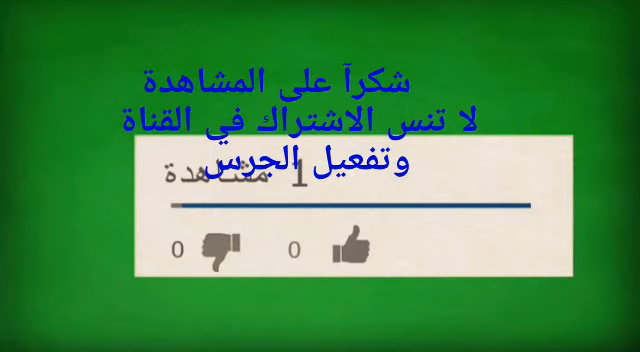 شكرآ على المشاهدة
لا تنس الاشتراك في القناة
وتفعيل الجرس
1 مشاهدة
0 0